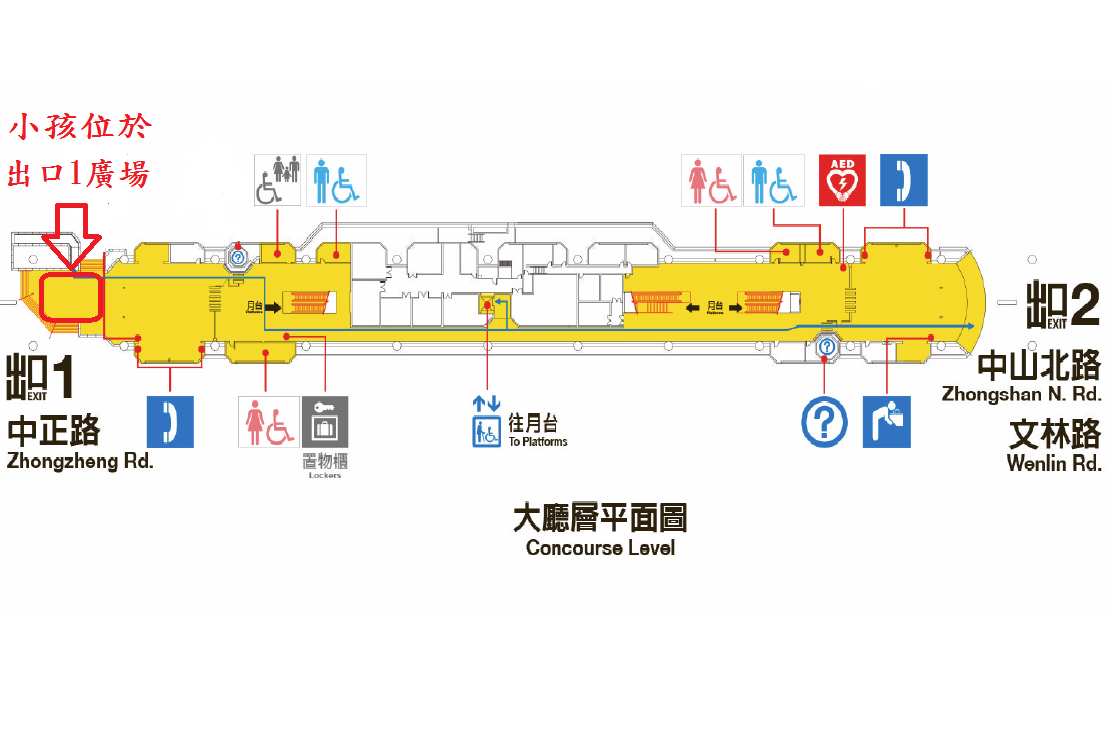 小孩位於
出口1廣場
AED
月台
Platforms
月台
Platforms
出口1
EXIT
中正路
Zhongzheng Rd.
出口2
EXIT
中山北路
Zhongshan N. Rd.
文林路
Wenlin Rd.
置物櫃
Lockers
往月台
To Platforms
大廳層平面圖
Concourse Level